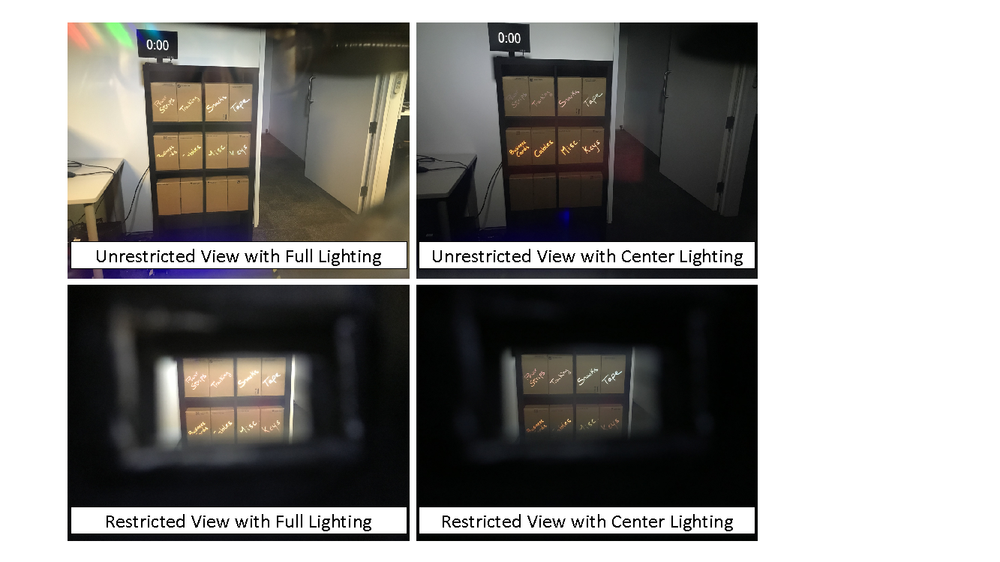 0:00
Power Strips
Tracking
Snacks
Tape
Business
Cables
Misc
Keys
Unrestricted View with Full Lighting
0:00
Power Strips
Tracking
Snacks
Tape
Business Cards
Cables
Misc.
Keys
Unrestricted View with Center Lighting
Power Strips
Tracking
Snacks
Tape
Business
Misc
Keys
Restricted View with Full Lighting
Power Strips
Tracking
Snacks
Tape
Business
Misc
Keys
Restricted View with Center Lighting